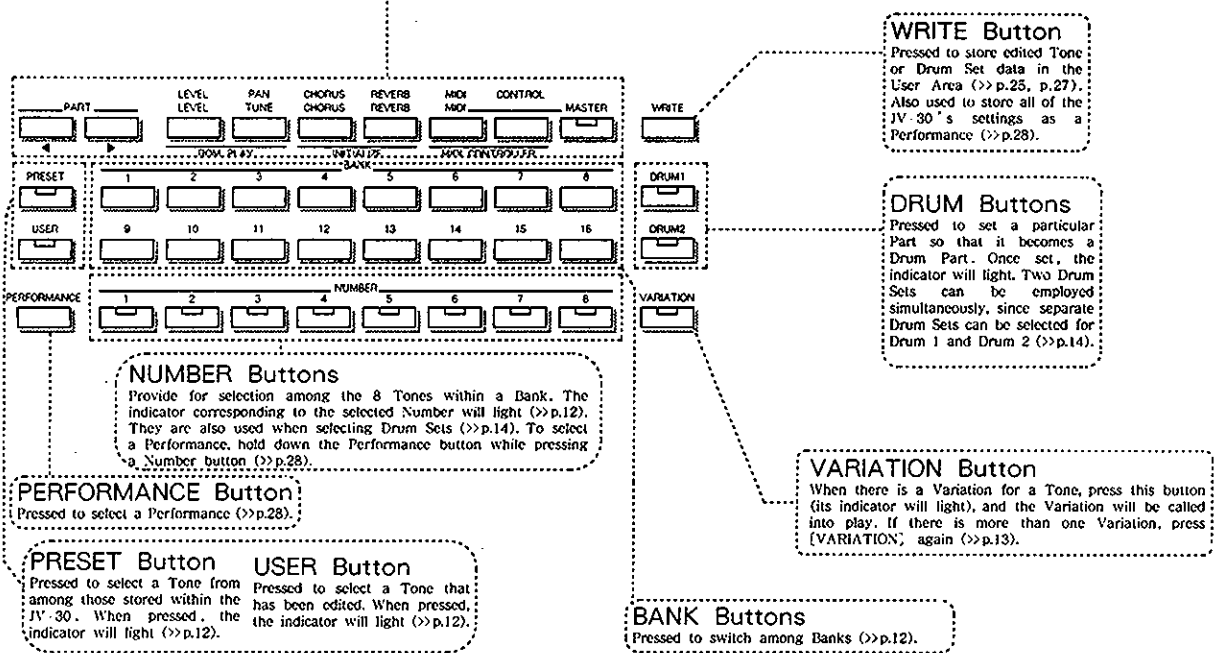 WRITE Button
Pressed to store edited Tone
or Drum Set data in the
User Area (>>p.25, p.27).
Also used to store all of the
JV-30's settings as a
Performance (>>p.28).
LEVEL PAN CHORUS REVERB MIDI CONTROL
PART LEVEL TUNE CHORUS REVERB MIDI MASTER WRITE
◀ ▶ ROM PLAY INITIALIZE MIDI CONTROLLER
BANK
PRESET 1 2 3 4 5 6 7 8 DRUM1
USER 9 10 11 12 13 14 15 16 DRUM2
DRUM Buttons
Pressed to set a particular
Part so that it becomes a
Drum Part. Once set, the
indicator will light. Two Drum
Sets can be employed
simultaneously, since separate
Drum Sets can be selected for
Drum 1 and Drum 2 (>>p.14).
NUMBER
PERFORMANCE 1 2 3 4 5 6 7 8 VARIATION
NUMBER Buttons
Provide for selection among the 8 Tones within a Bank. The
indicator corresponding to the selected Number will light (>>p.12).
They are also used when selecting Drum Sets (>>p.14). To select
a Performance, hold down the Performance button while pressing
a Number button (>>p.28).
PERFORMANCE Button
Pressed to select a Performance (>>p.28).
VARIATION Button
When there is a Variation for a Tone, press this button
(its indicator will light), and the Variation will be called
into play. If there is more than one Variation, press
[VARIATION] again (>>p.13).
PRESET Button
Pressed to select a Tone from
among those stored within the
JV-30. When pressed, the
indicator will light (>>p.12).
USER Button
Pressed to select a Tone that
has been edited. When pressed,
the indicator will light (>>p.12).
BANK Buttons
Pressed to switch among Banks (>>p.12).